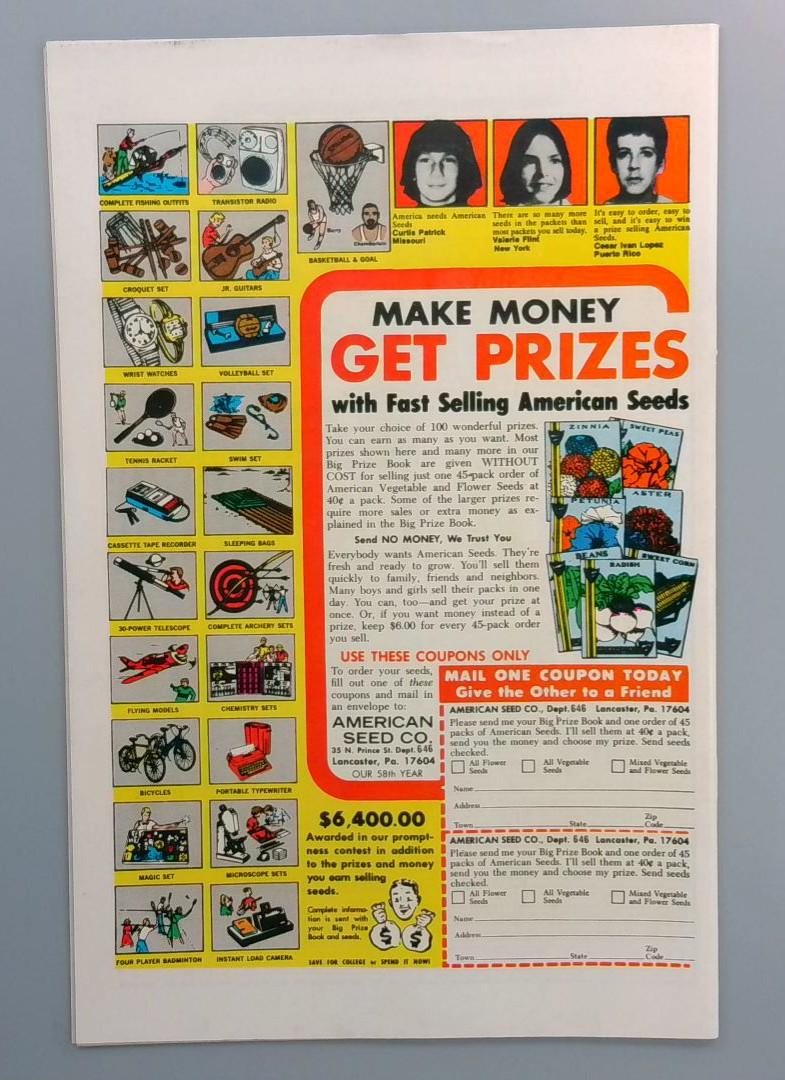 COMPLETE FISHING OUTFITS
TRANSISTOR RADIO
CROQUET SET
JR. GUITARS
WRIST WATCHES
VOLLEYBALL SET
TENNIS RACKET
SWIM SET
CASSETTE TAPE RECORDER
SLEEPING BAGS
30-POWER TELESCOPE
COMPLETE ARCHERY SETS
FLYING MODELS
CHEMISTRY SETS
BICYCLES
PORTABLE TYPEWRITER
MAGIC SET
MICROSCOPE SETS
FOUR PLAYER BADMINTON
INSTANT LOAD CAMERA
Barry
Chamberlain
BASKETBALL & GOAL
America needs American
Seeds
Curtis Patrick
Missouri
There are so many more
seeds in the packets than
most packets you sell today.
Valerie Flint
New York
It's easy to order, easy to
sell, and it's easy to win
a prize selling American
Seeds.
Cesar Ivan Lopez
Puerto Rico
MAKE MONEY
GET PRIZES
with Fast Selling American Seeds
Take your choice of 100 wonderful prizes.
You can earn as many as you want. Most
prizes shown here and many more in our
Big Prize Book are given WITHOUT
COST for selling just one 45-pack order of
American Vegetable and Flower Seeds at
40¢ a pack. Some of the larger prizes re-
quire more sales or extra money as ex-
plained in the Big Prize Book.
Send NO MONEY, We Trust You
Everybody wants American Seeds. They're
fresh and ready to grow. You'll sell them
quickly to family, friends and neighbors.
Many boys and girls sell their packs in one
day. You can, too—and get your prize at
once. Or, if you want money instead of a
prize, keep $6.00 for every 45-pack order
you sell.
ZINNIA
SWEET PEAS
PETUNIA
ASTER
BEANS
RADISH
SWEET CORN
USE THESE COUPONS ONLY
To order your seeds,
fill out one of these
coupons and mail in
an envelope to:
AMERICAN
SEED CO.
35 N. Prince St. Dept. 646
Lancaster, Pa. 17604
OUR 58th YEAR
$6,400.00
Awarded in our prompt-
ness contest in addition
to the prizes and money
you earn selling
seeds.
Complete informa-
tion is sent with
your Big Prize
Book and seeds.
$ $
SAVE FOR COLLEGE or SPEND IT NOW!
MAIL ONE COUPON TODAY
Give the Other to a Friend
AMERICAN SEED CO., Dept. 646 Lancaster, Pa. 17604
Please send me your Big Prize Book and one order of 45
packs of American Seeds. I'll sell them at 40¢ a pack,
send you the money and choose my prize. Send seeds
checked.
All Flower Seeds
All Vegetable Seeds
Mixed Vegetable and Flower Seeds
Name
Address
Town State Zip Code
AMERICAN SEED CO., Dept. 646 Lancaster, Pa. 17604
Please send me your Big Prize Book and one order of 45
packs of American Seeds. I'll sell them at 40¢ a pack,
send you the money and choose my prize. Send seeds
checked.
All Flower Seeds
All Vegetable Seeds
Mixed Vegetable and Flower Seeds
Name
Address
Town State Zip Code